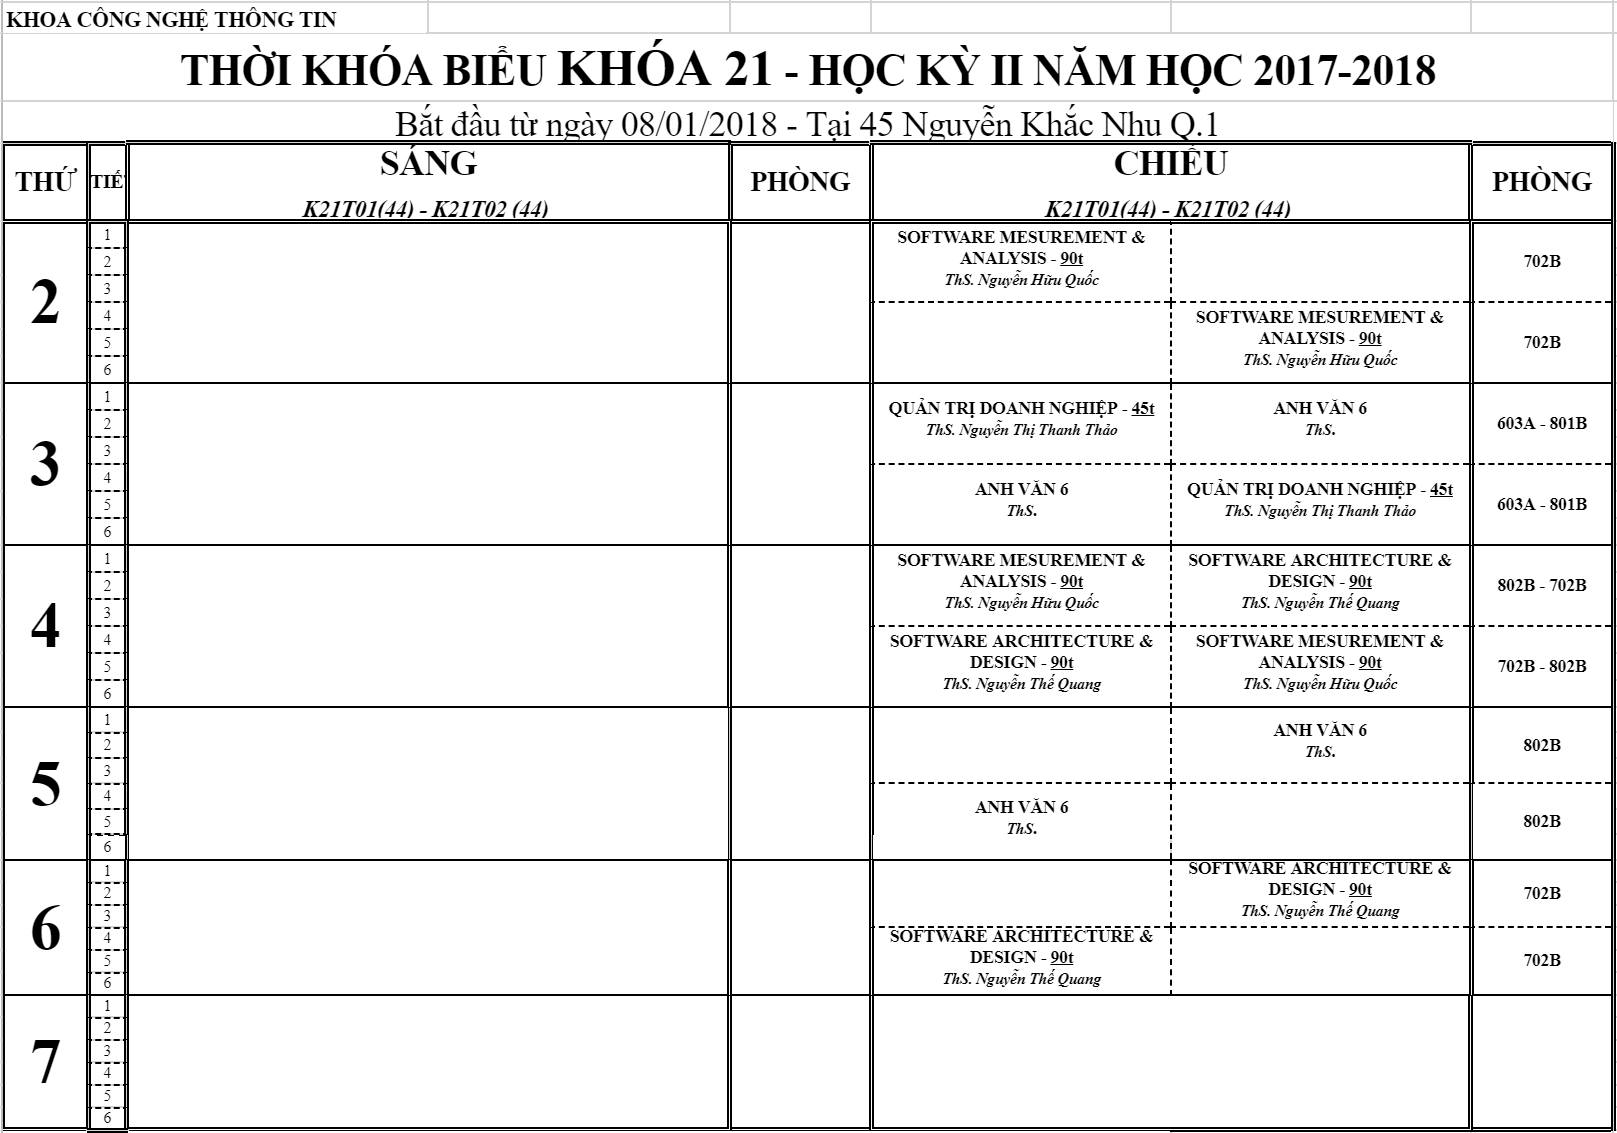 KHOA CÔNG NGHỆ THÔNG TIN
THỜI KHÓA BIỂU KHÓA 21 - HỌC KỲ II NĂM HỌC 2017-2018
Bắt đầu từ ngày 08/01/2018 - Tại 45 Nguyễn Khắc Nhu Q.1
THỨ
TIẾ
SÁNG
K21T01(44) - K21T02 (44)
PHÒNG
CHIỀU
K21T01(44) - K21T02 (44)
PHÒNG
2
1
2
3
4
5
6
SOFTWARE MESUREMENT &
ANALYSIS - 90t
ThS. Nguyễn Hữu Quốc
702B
SOFTWARE MESUREMENT &
ANALYSIS - 90t
ThS. Nguyễn Hữu Quốc
702B
3
1
2
3
4
5
6
QUẢN TRỊ DOANH NGHIỆP - 45t
ThS. Nguyễn Thị Thanh Thảo
ANH VĂN 6
ThS.
603A - 801B
ANH VĂN 6
ThS.
QUẢN TRỊ DOANH NGHIỆP - 45t
ThS. Nguyễn Thị Thanh Thảo
603A - 801B
4
1
2
3
4
5
6
SOFTWARE MESUREMENT &
ANALYSIS - 90t
ThS. Nguyễn Hữu Quốc
SOFTWARE ARCHITECTURE &
DESIGN - 90t
ThS. Nguyễn Thế Quang
802B - 702B
SOFTWARE ARCHITECTURE &
DESIGN - 90t
ThS. Nguyễn Thế Quang
SOFTWARE MESUREMENT &
ANALYSIS - 90t
ThS. Nguyễn Hữu Quốc
702B - 802B
5
1
2
3
4
5
6
ANH VĂN 6
ThS.
802B
ANH VĂN 6
ThS.
802B
6
1
2
3
4
5
6
SOFTWARE ARCHITECTURE &
DESIGN - 90t
ThS. Nguyễn Thế Quang
702B
SOFTWARE ARCHITECTURE &
DESIGN - 90t
ThS. Nguyễn Thế Quang
702B
7
1
2
3
4
5
6